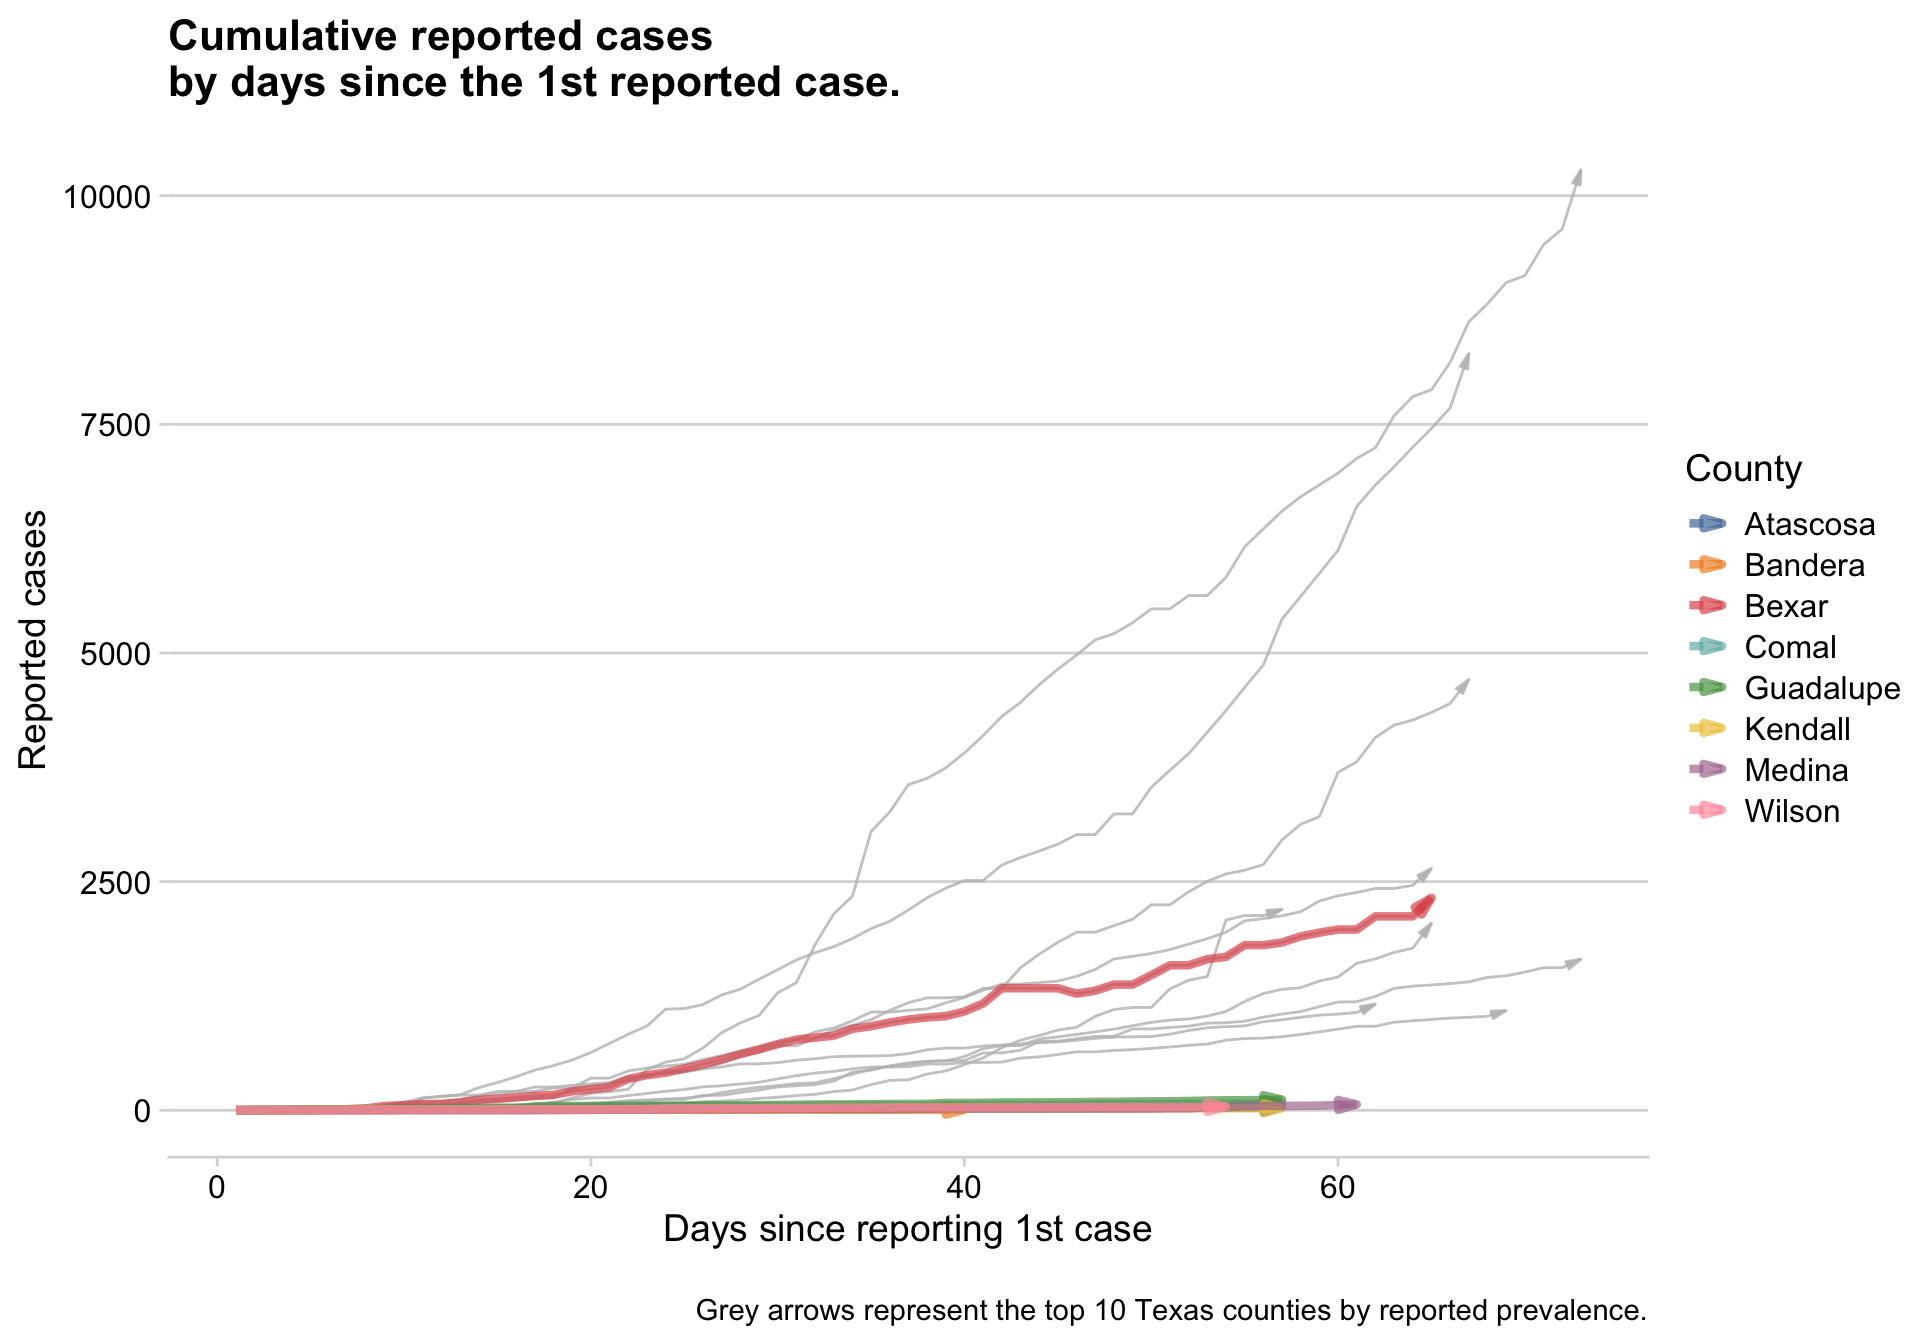 Cumulative reported cases
by days since the 1st reported case.
10000
7500
5000
2500
0
Reported cases
0 20 40 60
Days since reporting 1st case
County
Atascosa
Bandera
Bexar
Comal
Guadalupe
Kendall
Medina
Wilson
Grey arrows represent the top 10 Texas counties by reported prevalence.